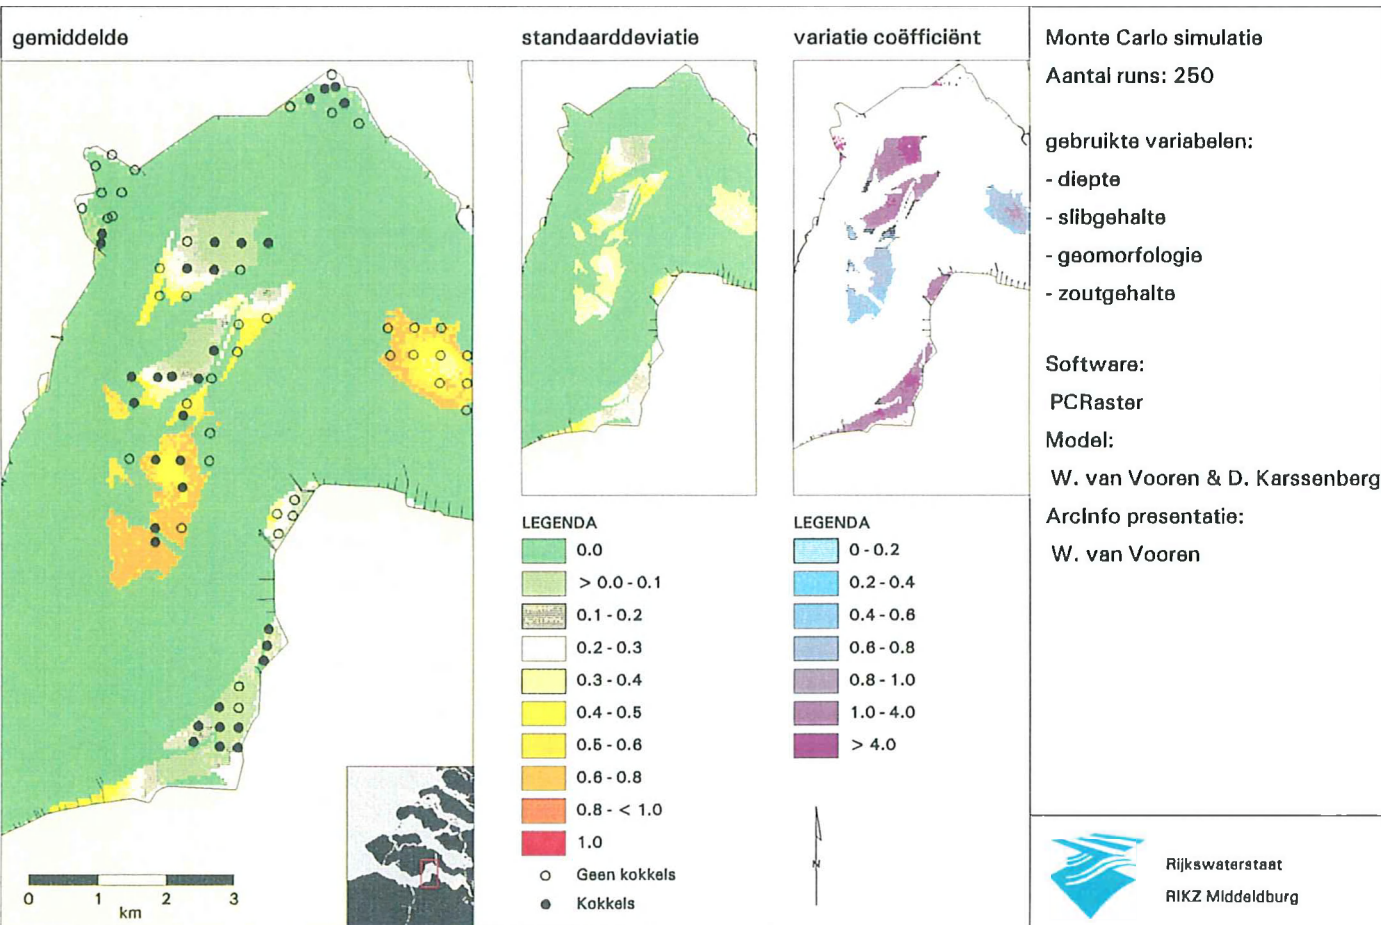 gemiddelde
standaarddeviatie
variatie coëfficiënt
Monte Carlo simulatie
Aantal runs: 250
gebruikte variabelen:
- diepte
- slibgehalte
- geomorfologie
- zoutgehalte
Software:
PCRaster
Model:
W. van Vooren & D. Karssenberg
ArcInfo presentatie:
W. van Vooren
LEGENDA
0.0
> 0.0 - 0.1
0.1 - 0.2
0.2 - 0.3
0.3 - 0.4
0.4 - 0.5
0.5 - 0.6
0.6 - 0.8
0.8 - < 1.0
1.0
Geen kokkels
Kokkels
LEGENDA
0 - 0.2
0.2 - 0.4
0.4 - 0.6
0.6 - 0.8
0.8 - 1.0
1.0 - 4.0
> 4.0
N
0 1 2 3
km
Rijkswaterstaat
RIKZ Middelburg